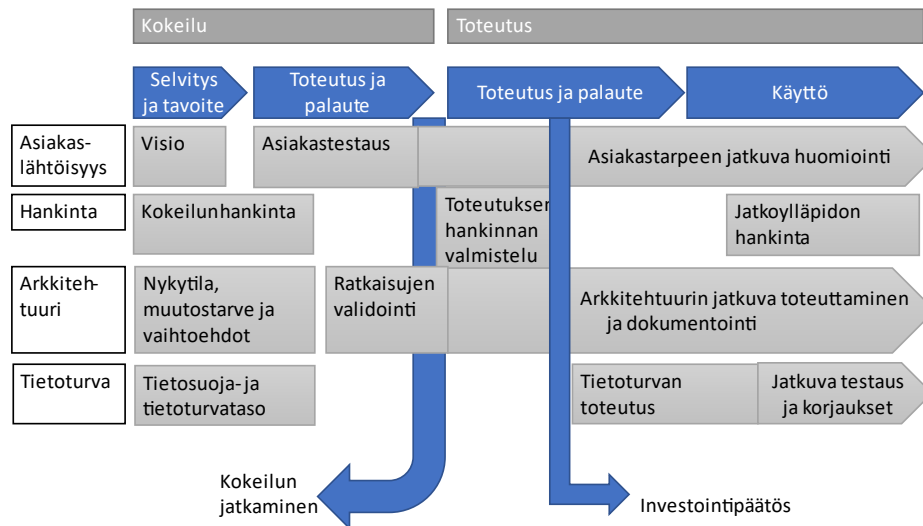 Kokeilu
Toteutus
Selvitys
ja tavoite
Toteutus ja
palaute
Toteutus ja palaute
Käyttö
Asiakas-
lähtöisyys
Visio
Asiakastestaus
Asiakastarpeen jatkuva huomiointi
Hankinta
Kokeilunhankinta
Toteutuksen
hankinnan
valmistelu
Jatkoylläpidon
hankinta
Arkkiteh-
tuuri
Nykytila,
muutostarve ja
vaihtoehdot
Ratkaisujen
validointi
Arkkitehtuurin jatkuva toteuttaminen
ja dokumentointi
Tietoturva
Tietosuoja- ja
tietoturvataso
Tietoturvan
toteutus
Jatkuva testaus
ja korjaukset
Kokeilun
jatkaminen
Investointipäätös